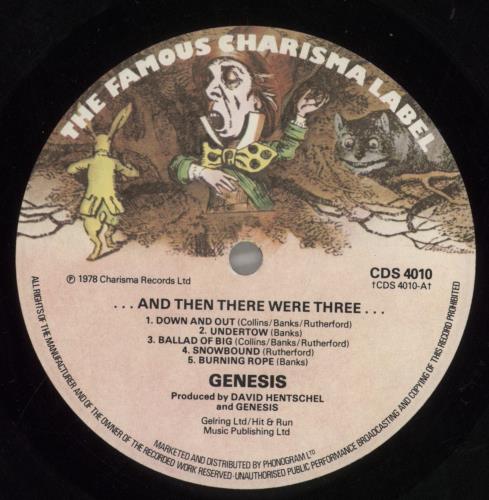 THE FAMOUS CHARISMA LABEL
℗ 1978 Charisma Records Ltd
CDS 4010
†CDS 4010-A†
...AND THEN THERE WERE THREE...
1. DOWN AND OUT (Collins/Banks/Rutherford)
2. UNDERTOW (Banks)
3. BALLAD OF BIG (Collins/Banks/Rutherford)
4. SNOWBOUND (Rutherford)
5. BURNING ROPE (Banks)
GENESIS
Produced by DAVID HENTSCHEL
and GENESIS
Gelring Ltd/Hit & Run
Music Publishing Ltd
MARKETED AND DISTRIBUTED BY PHONOGRAM LTD
ALL RIGHTS OF THE MANUFACTURER AND OF THE OWNER OF THE RECORDED WORK RESERVED · UNAUTHORISED PUBLIC PERFORMANCE BROADCASTING AND COPYING OF THIS RECORD PROHIBITED